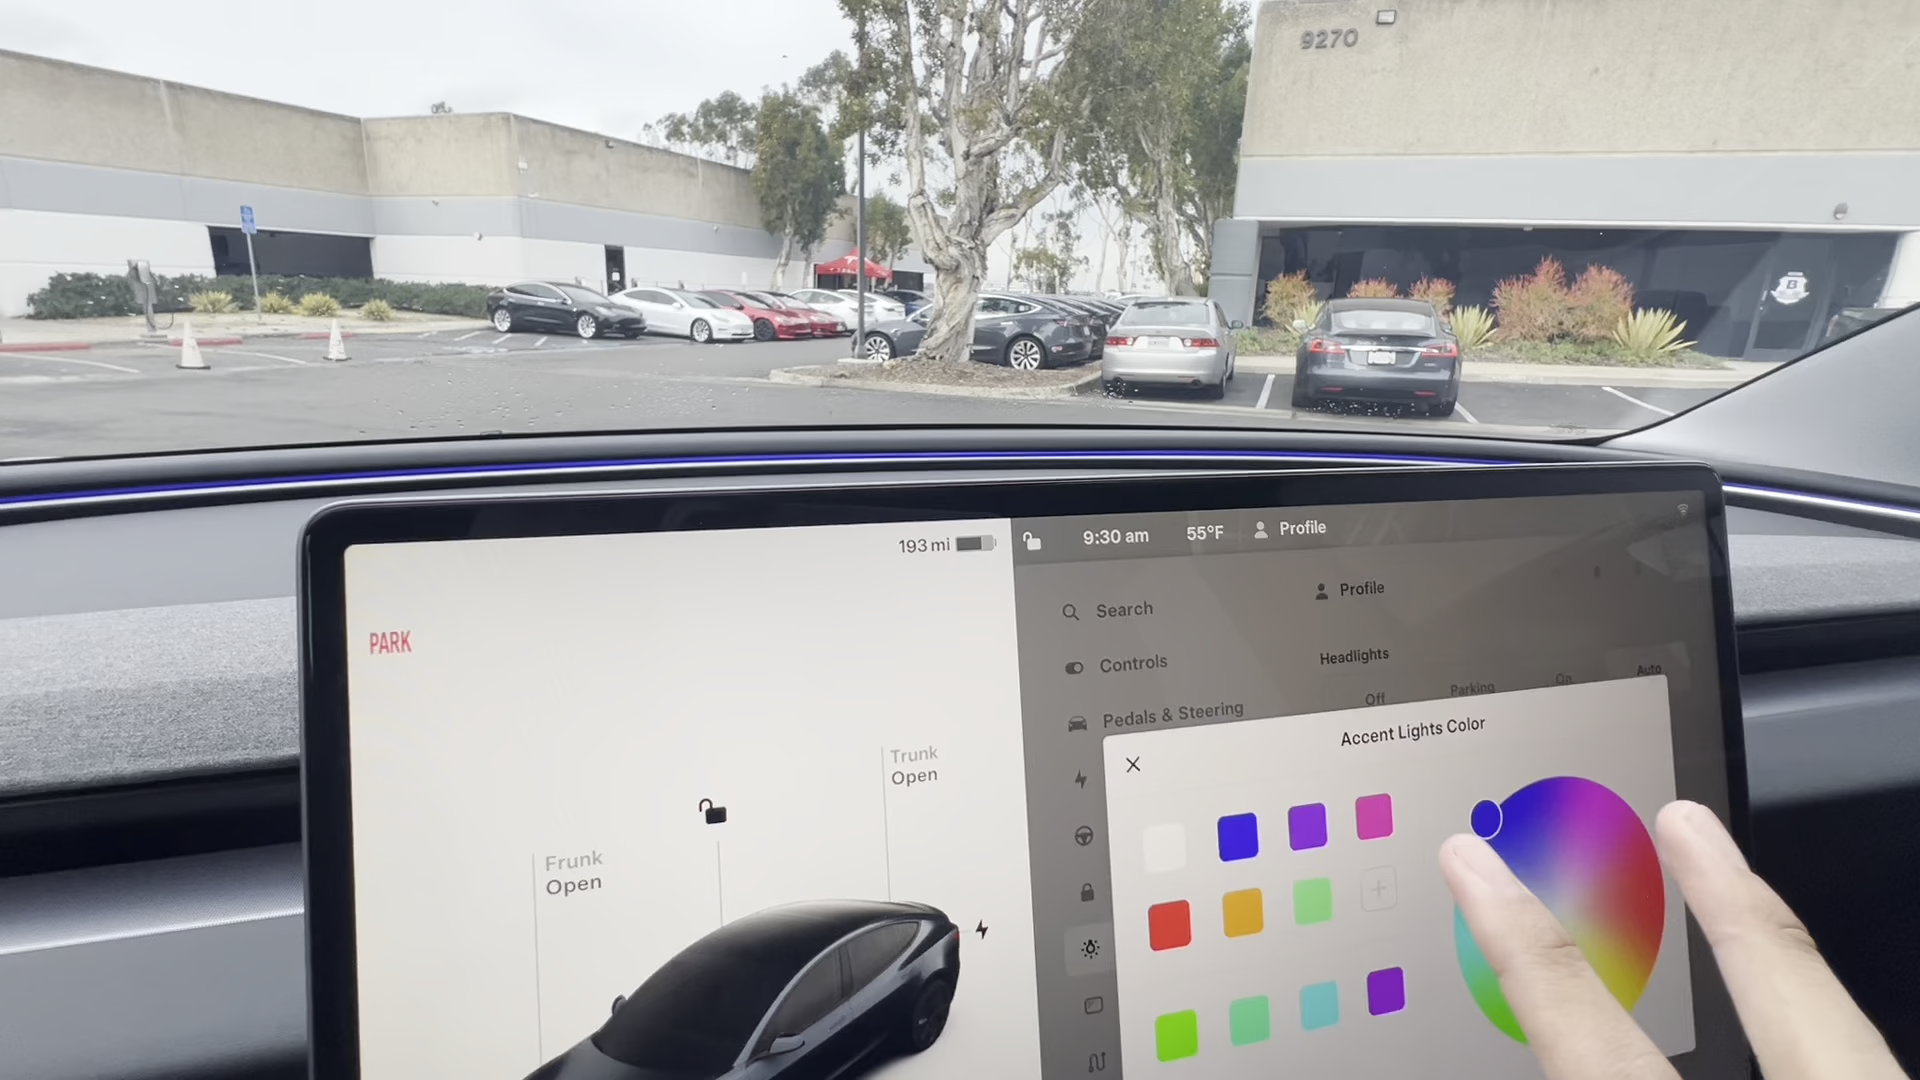 9270
B
193 mi
9:30 am
55°F
Profile
PARK
Search
Profile
Controls
Headlights
Pedals & Steering
Off
Parking
On
Auto
Accent Lights Color
Trunk
Open
Frunk
Open